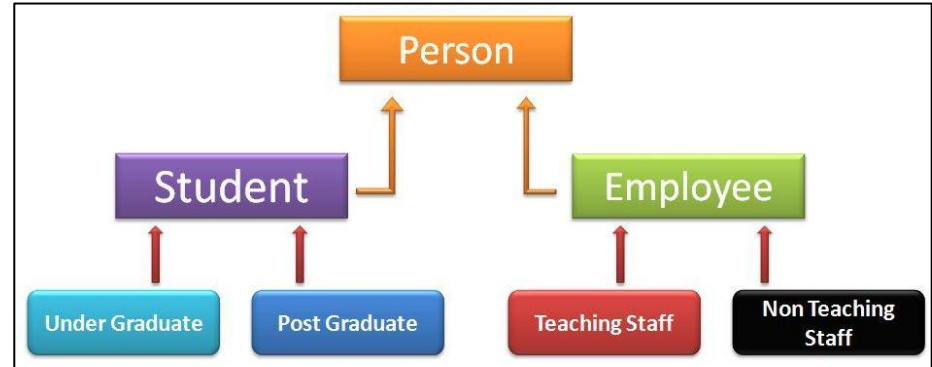 Person
Student
Employee
Under Graduate
Post Graduate
Teaching Staff
Non Teaching
Staff